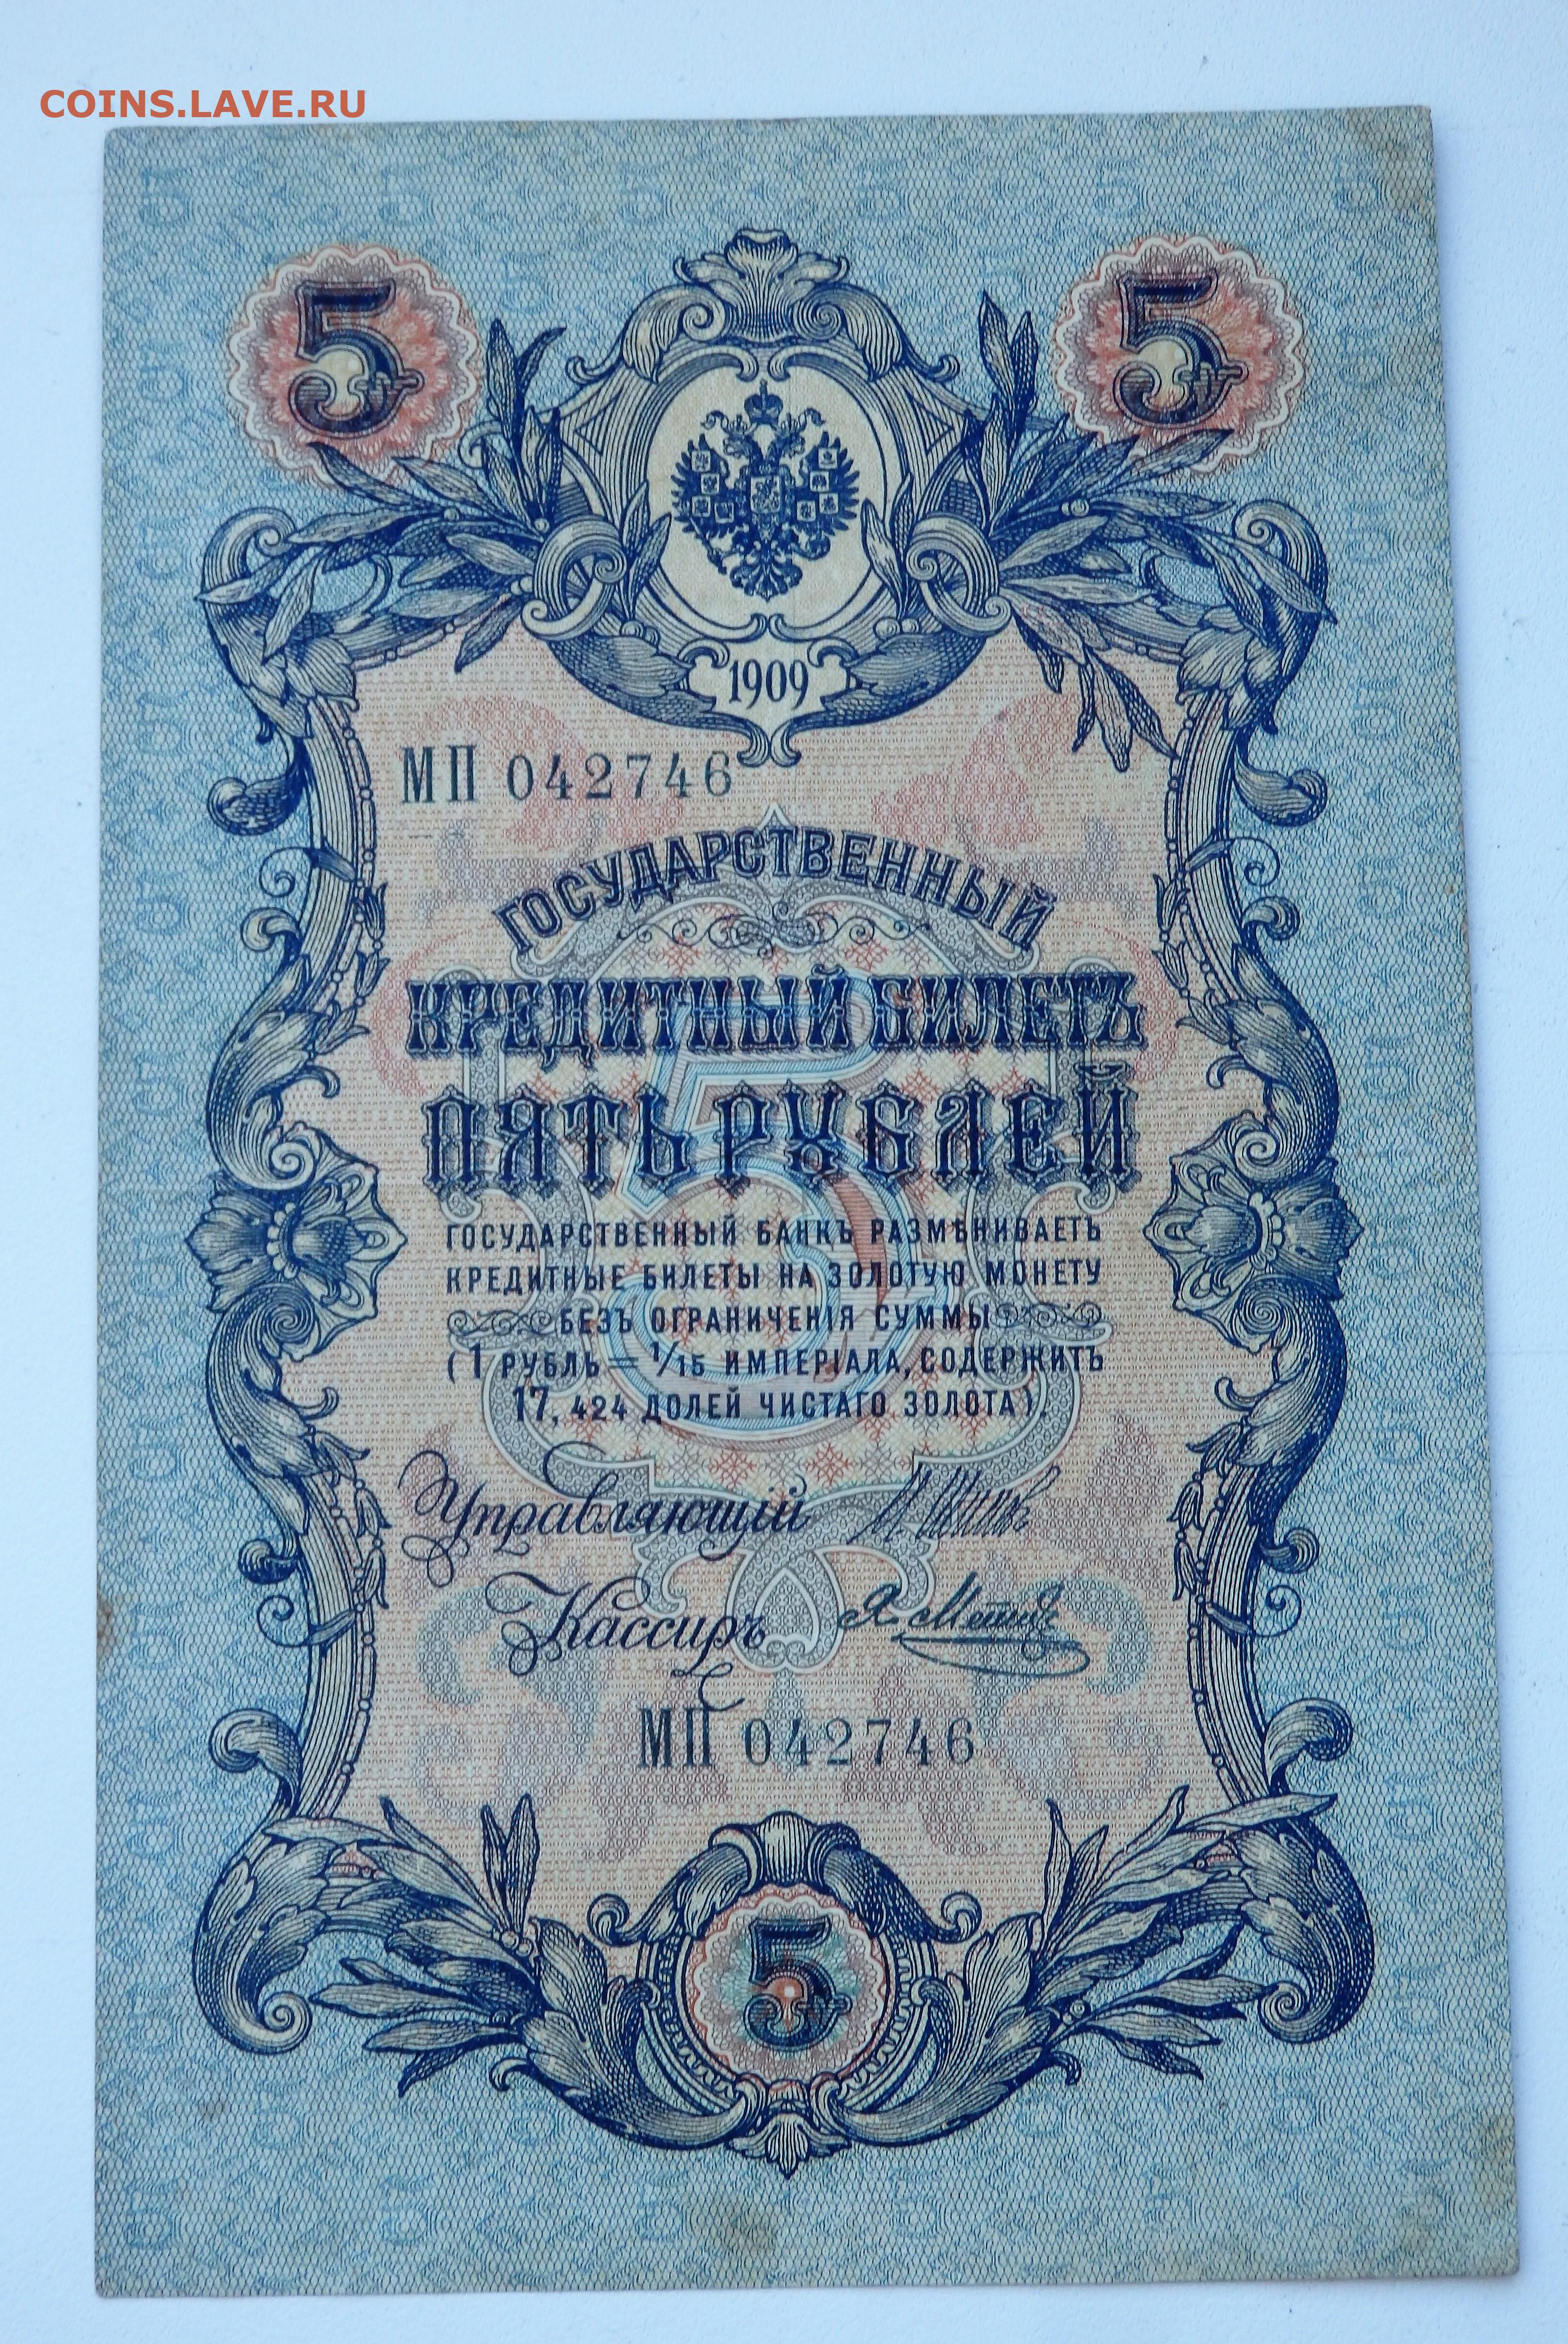 COINS.LAVE.RU
5 5
1909
МП 042746
ГОСУДАРСТВЕННЫЙ
КРЕДИТНЫЙ БИЛЕТЪ
ПЯТЬ РУБЛЕЙ
ГОСУДАРСТВЕННЫЙ БАНКЪ РАЗМѢНИВАЕТЪ
КРЕДИТНЫЕ БИЛЕТЫ НА ЗОЛОТУЮ МОНЕТУ
БЕЗЪ ОГРАНИЧЕНІЯ СУММЫ
(1 РУБЛЬ = 1/15 ИМПЕРІАЛА, СОДЕРЖИТЪ
17,424 ДОЛЕЙ ЧИСТАГО ЗОЛОТА).
Управляющій
Кассиръ
МП 042746
5